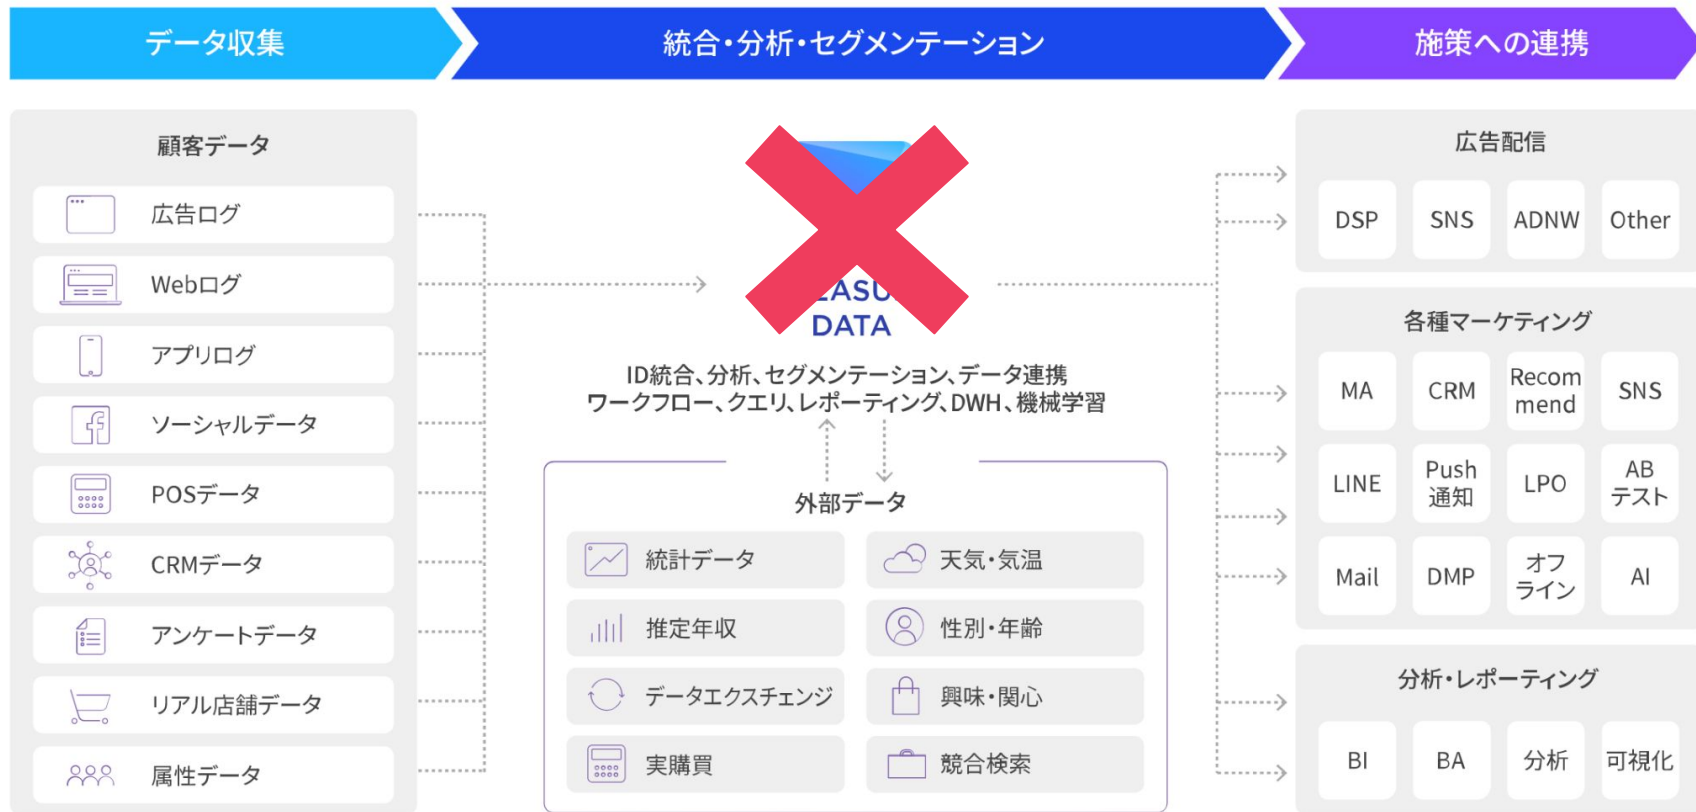 データ収集
統合・分析・セグメンテーション
施策への連携
顧客データ
広告ログ
Webログ
アプリログ
ソーシャルデータ
POSデータ
CRMデータ
アンケートデータ
リアル店舗データ
属性データ
DATA
ID統合、分析、セグメンテーション、データ連携
ワークフロー、クエリ、レポーティング、DWH、機械学習
外部データ
統計データ
天気・気温
推定年収
性別・年齢
データエクスチェンジ
興味・関心
実購買
競合検索
広告配信
DSP
SNS
ADNW
Other
各種マーケティング
MA
CRM
Recom
mend
SNS
LINE
Push
通知
LPO
AB
テスト
Mail
DMP
オフ
ライン
AI
分析・レポーティング
BI
BA
分析
可視化